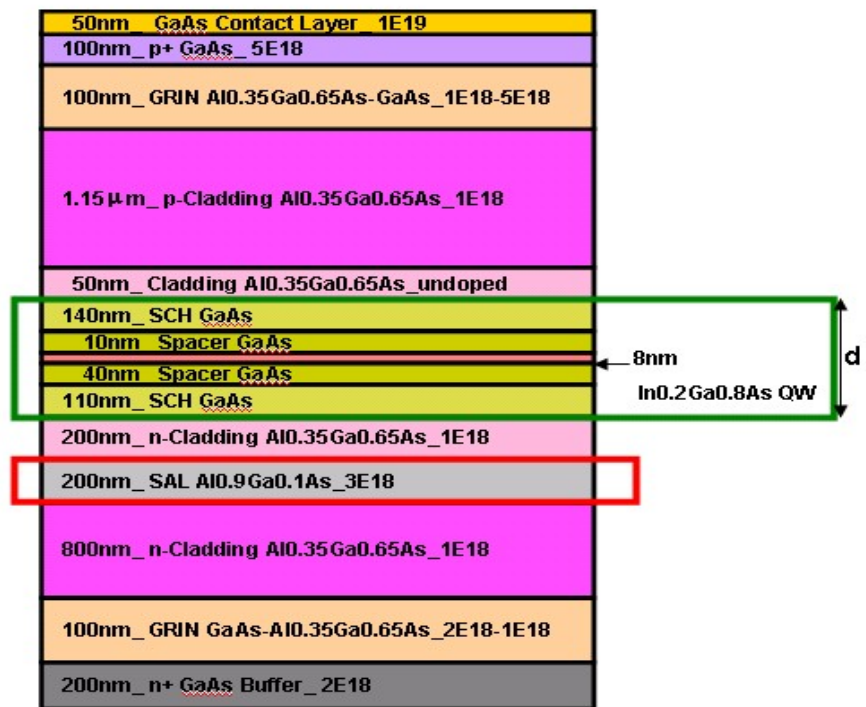 50nm_ GaAs Contact Layer_ 1E19
100nm_ p+ GaAs_ 5E18
100nm_ GRIN Al0.35Ga0.65As-GaAs_1E18-5E18
1.15μm_ p-Cladding Al0.35Ga0.65As_1E18
50nm_ Cladding Al0.35Ga0.65As_undoped
140nm_ SCH GaAs
10nm_ Spacer GaAs
8nm
40nm_ Spacer GaAs
d
In0.2Ga0.8As QW
110nm_ SCH GaAs
200nm_ n-Cladding Al0.35Ga0.65As_1E18
200nm_ SAL Al0.9Ga0.1As_3E18
800nm_ n-Cladding Al0.35Ga0.65As_1E18
100nm_ GRIN GaAs-Al0.35Ga0.65As_2E18-1E18
200nm_ n+ GaAs Buffer_ 2E18